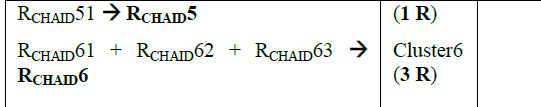 RCHAID51 → RCHAID5
(1 R)
RCHAID61 + RCHAID62 + RCHAID63 →
RCHAID6
Cluster6
(3 R)